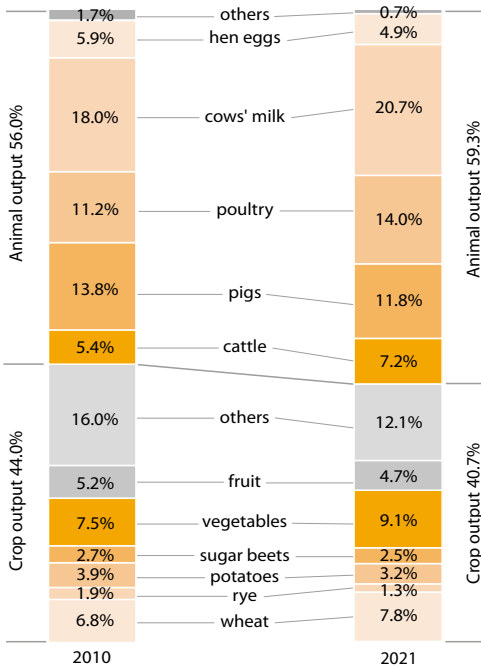 1.7% others 0.7%
5.9% hen eggs 4.9%
18.0% cows' milk 20.7%
11.2% poultry 14.0%
13.8% pigs 11.8%
5.4% cattle 7.2%
Animal output 56.0%
Animal output 59.3%
16.0% others 12.1%
5.2% fruit 4.7%
7.5% vegetables 9.1%
2.7% sugar beets 2.5%
3.9% potatoes 3.2%
1.9% rye 1.3%
6.8% wheat 7.8%
Crop output 44.0%
Crop output 40.7%
2010 2021